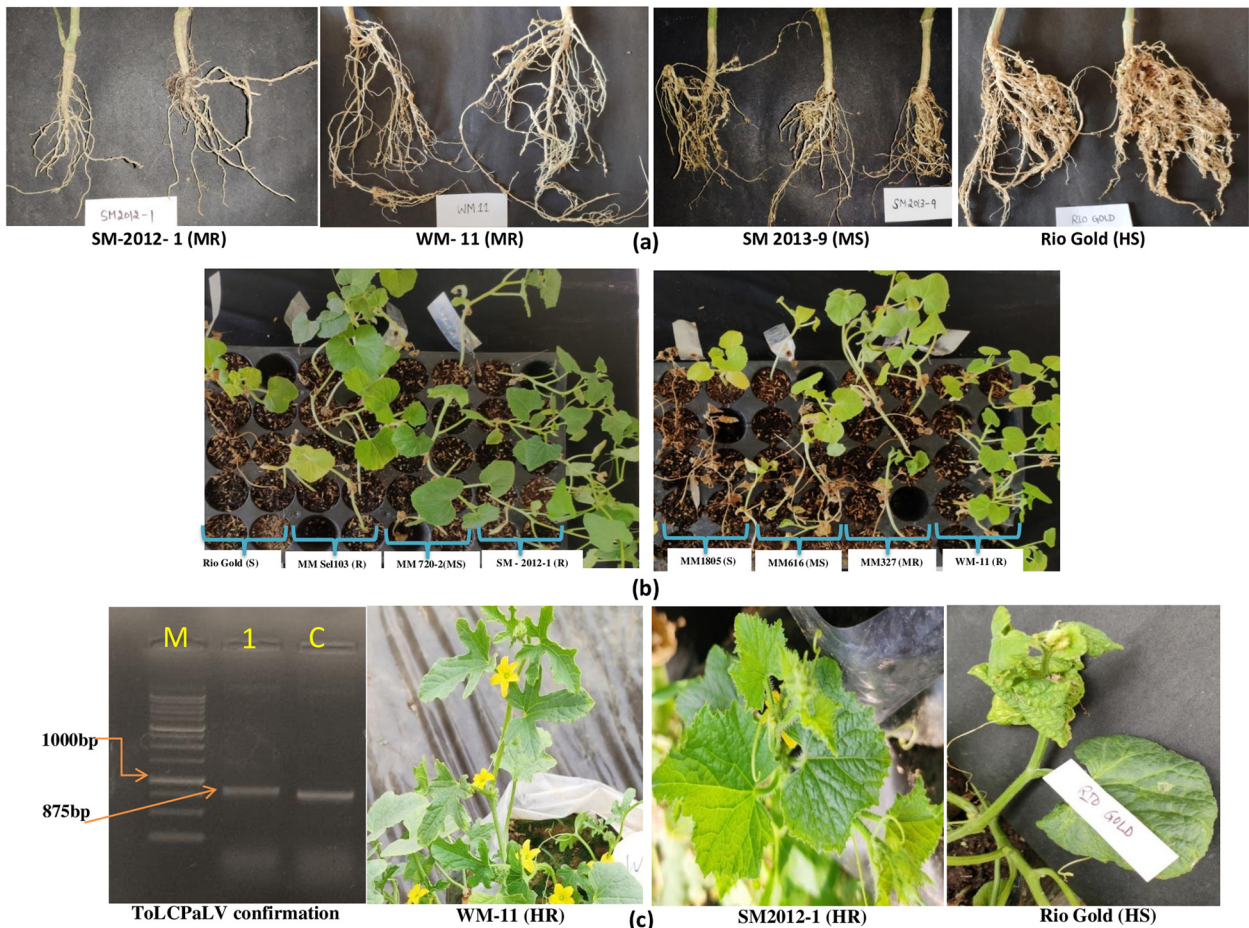 SM2012-1
WM.11
SM2013-9
RIO GOLD
SM-2012- 1 (MR)
WM- 11 (MR)
SM 2013-9 (MS)
Rio Gold (HS)
(a)
Rio Gold (S)
MM Sel103 (R)
MM 720-2(MS)
SM - 2012-1 (R)
MM1805 (S)
MM616 (MS)
MM327 (MR)
WM-11 (R)
(b)
M
1
C
1000bp
875bp
W
RIO GOLD
ToLCPaLV confirmation
WM-11 (HR)
SM2012-1 (HR)
Rio Gold (HS)
(c)